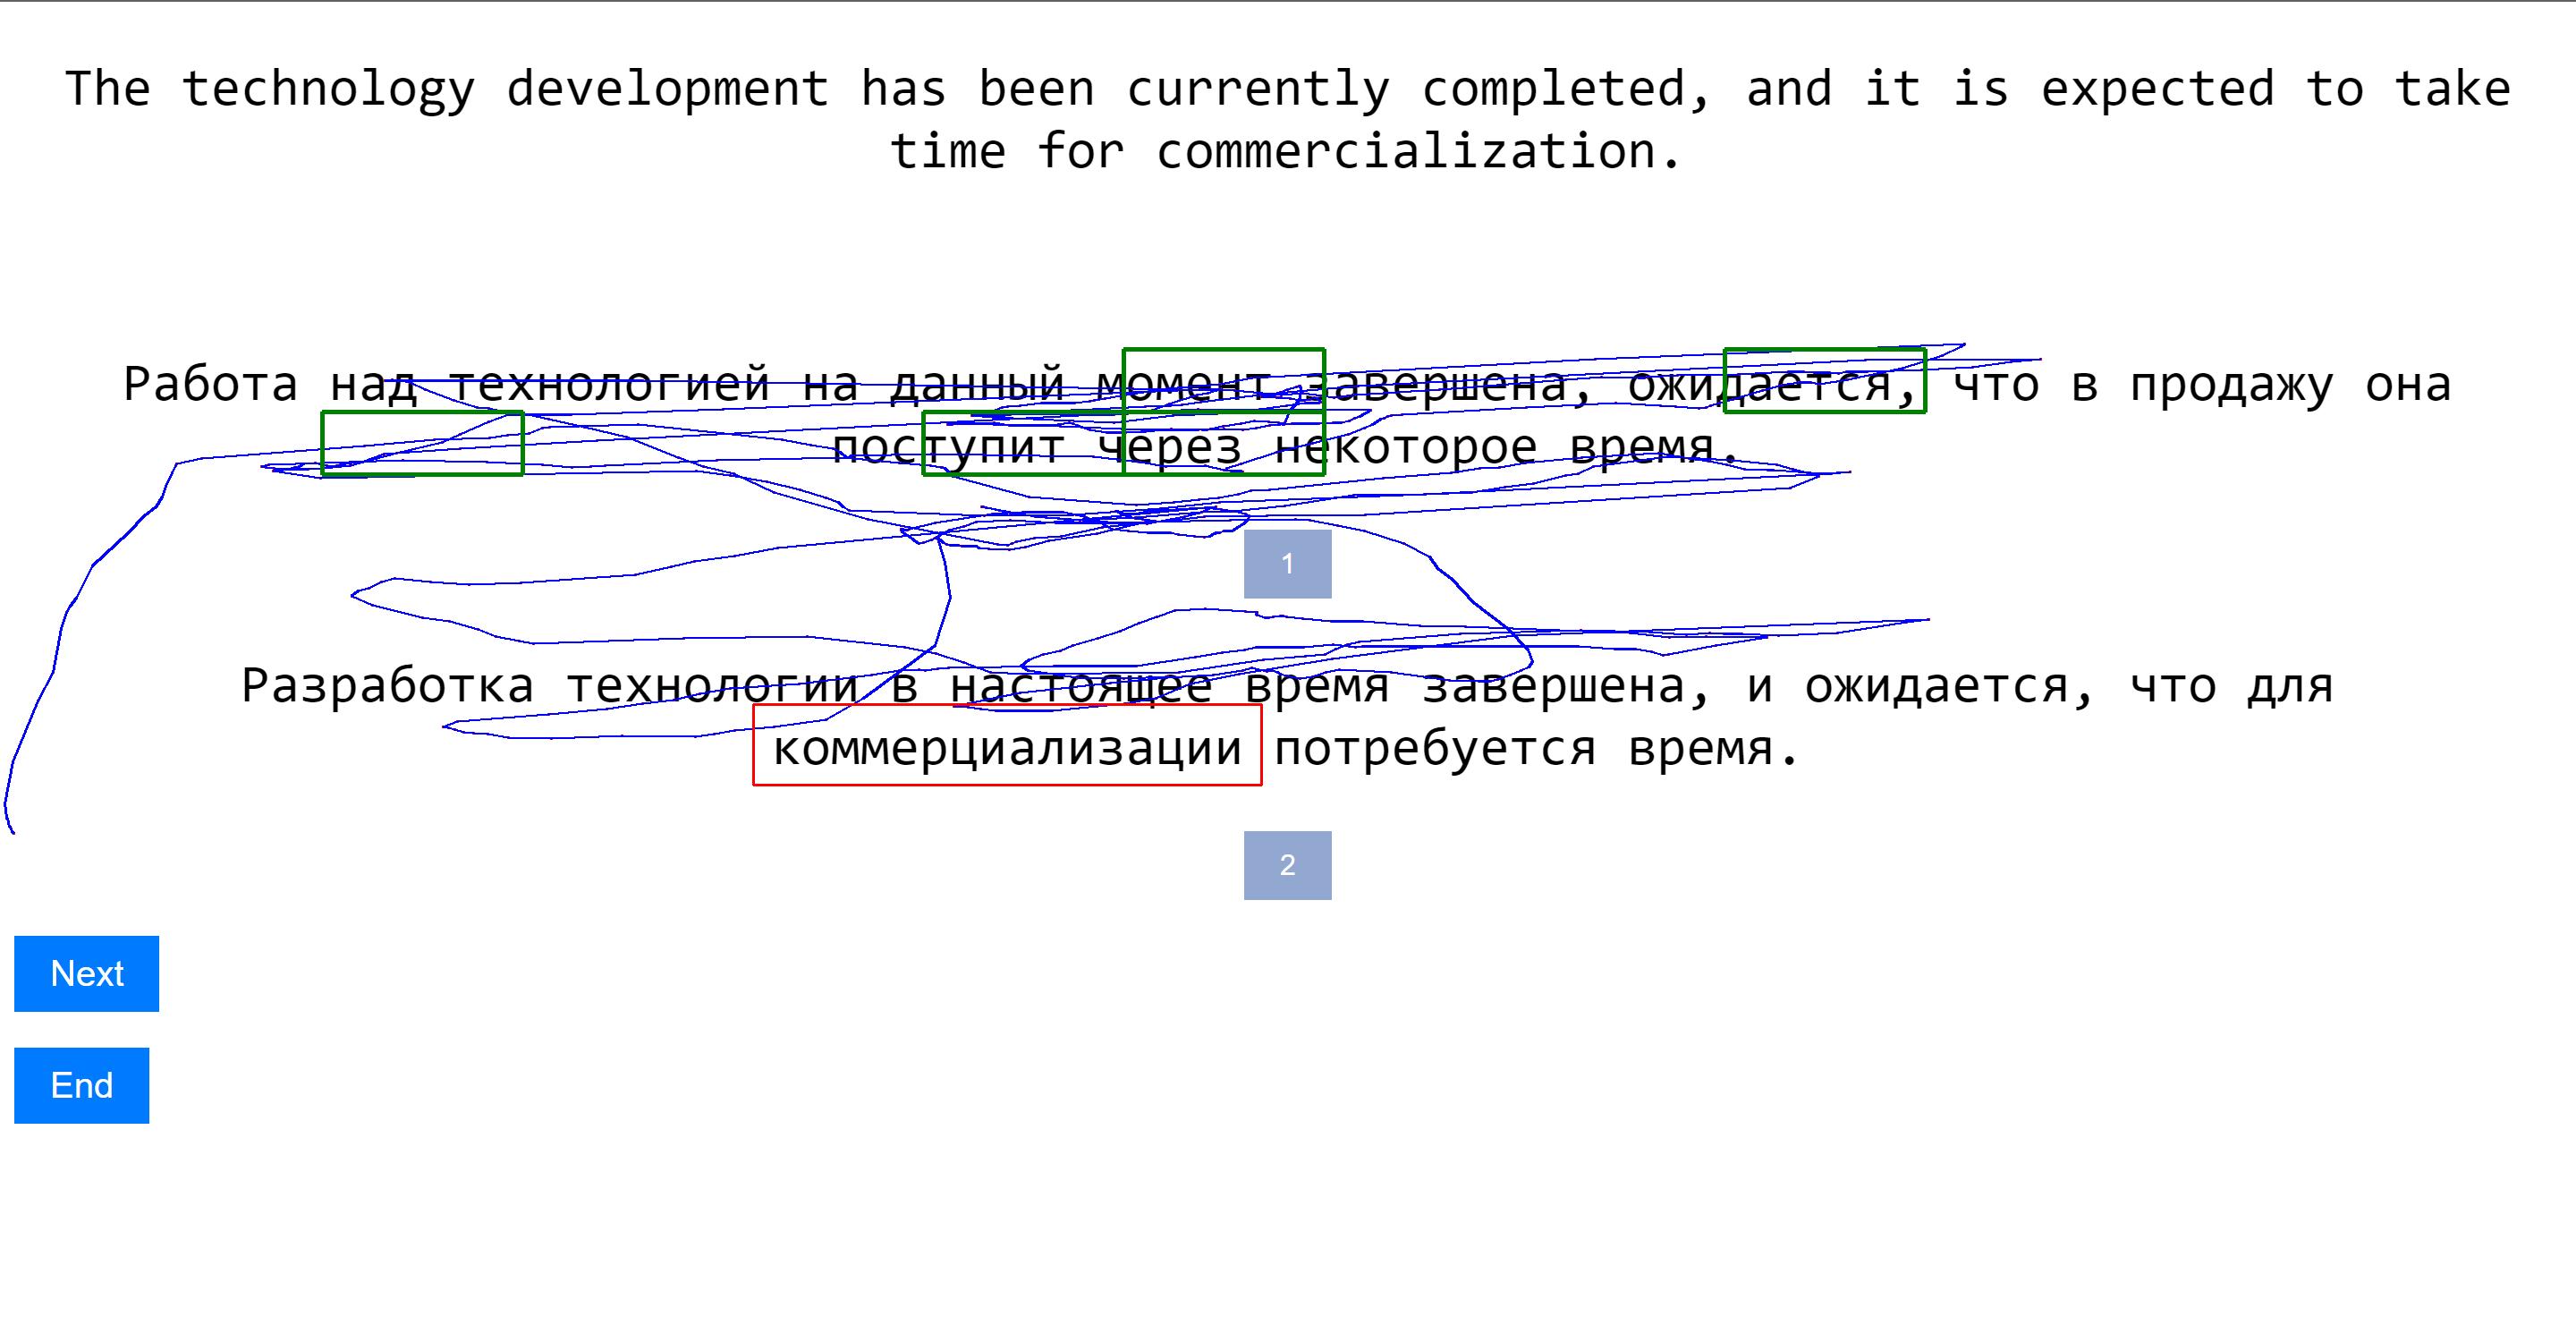 The technology development has been currently completed, and it is expected to take
time for commercialization.
Работа над технологией на данный момент завершена, ожидается, что в продажу она
поступит через некоторое время.
1
Разработка технологии в настоящее время завершена, и ожидается, что для
коммерциализации потребуется время.
2
Next
End